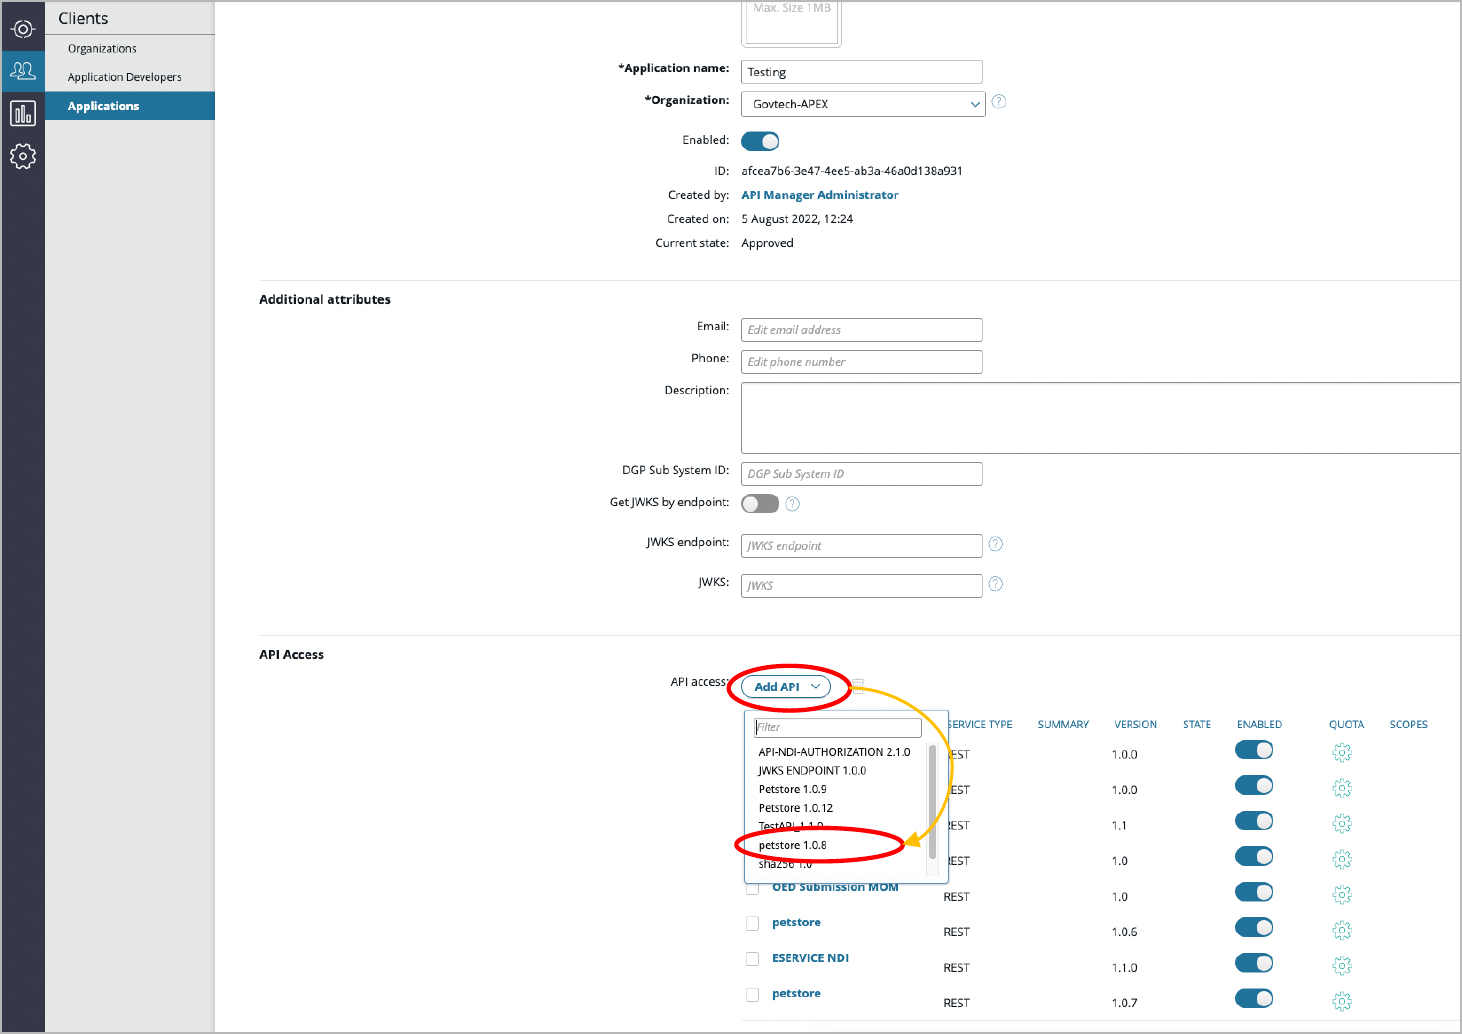 Clients
Organizations
Application Developers
Applications
Max. Size 1MB
*Application name: Testing
*Organization: Govtech-APEX ?
Enabled:
ID: afcea7b6-3e47-4ee5-ab3a-46a0d138a931
Created by: API Manager Administrator
Created on: 5 August 2022, 12:24
Current state: Approved
Additional attributes
Email: Edit email address
Phone: Edit phone number
Description:
DGP Sub System ID: DGP Sub System ID
Get JWKS by endpoint: ?
JWKS endpoint: JWKS endpoint ?
JWKS: JWKS ?
API Access
API access: Add API
Filter
API-NDI-AUTHORIZATION 2.1.0
JWKS ENDPOINT 1.0.0
Petstore 1.0.9
Petstore 1.0.12
TestAPI_1 1.0
petstore 1.0.8
sha256 1.0
SERVICE TYPE SUMMARY VERSION STATE ENABLED QUOTA SCOPES
REST 1.0.0
REST 1.0.0
REST 1.1
REST 1.0
OED Submission MOM REST 1.0
petstore REST 1.0.6
ESERVICE NDI REST 1.1.0
petstore REST 1.0.7